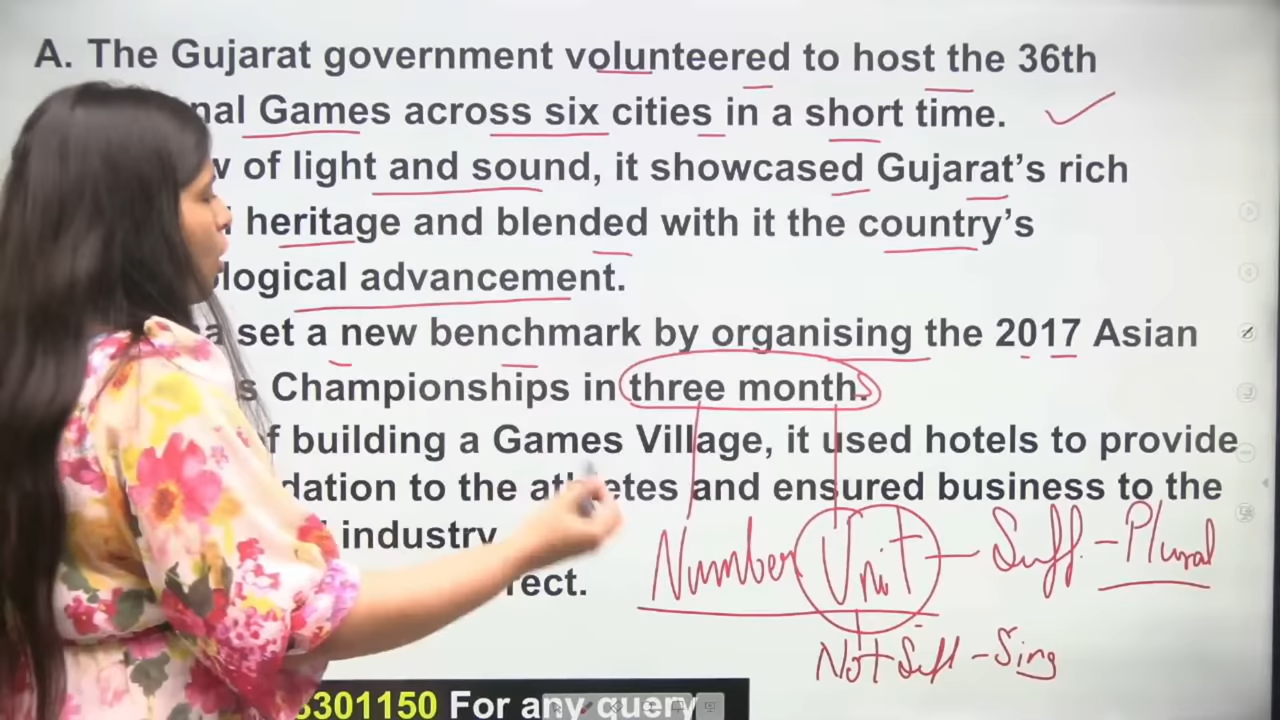 A. The Gujarat government volunteered to host the 36th
nal Games across six cities in a short time.
w of light and sound, it showcased Gujarat's rich
heritage and blended with it the country's
logical advancement.
a set a new benchmark by organising the 2017 Asian
s Championships in three months.
f building a Games Village, it used hotels to provide
dation to the athletes and ensured business to the
industry
rect.
Number Unit - Suff. - Plural
Not Suff - Sing
301150 For any query